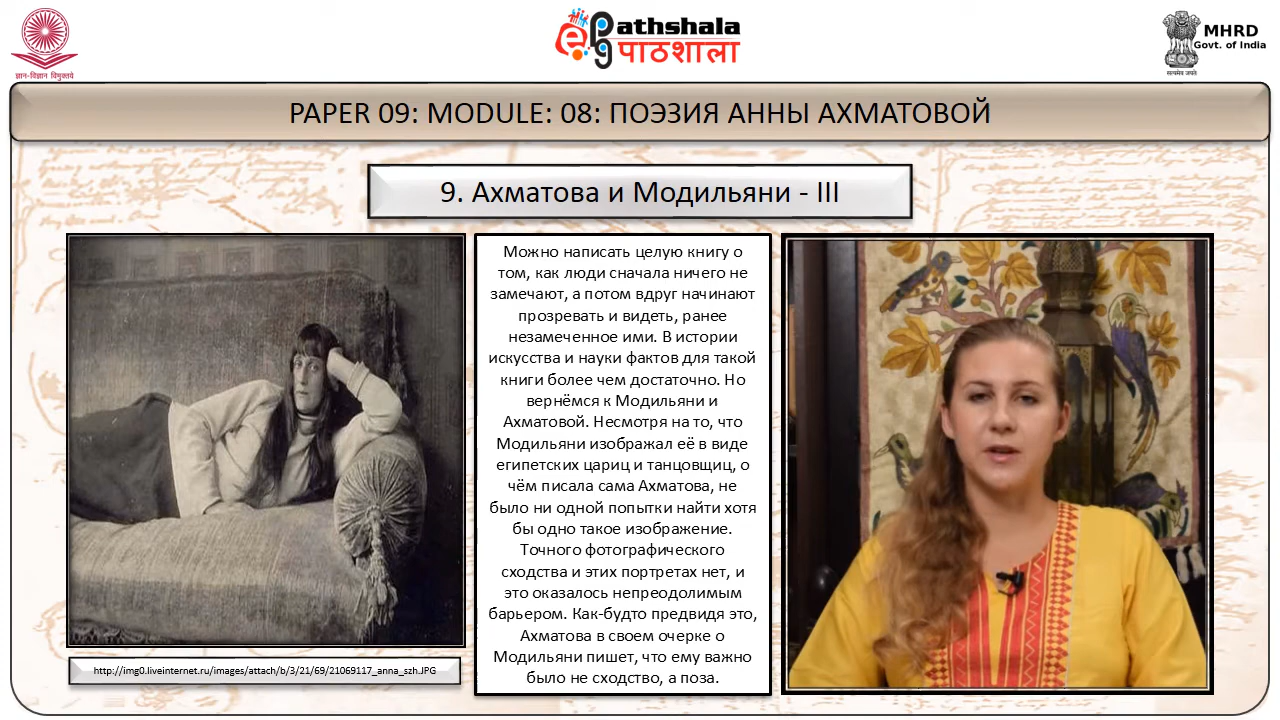 ज्ञान-विज्ञान विमुक्तये
ePg Pathshala
पाठशाला
सत्यमेव जयते
MHRD
Govt. of India
PAPER 09: MODULE: 08: ПОЭЗИЯ АННЫ АХМАТОВОЙ
9. Ахматова и Модильяни - III
Можно написать целую книгу о
том, как люди сначала ничего не
замечают, а потом вдруг начинают
прозревать и видеть, ранее
незамеченное ими. В истории
искусства и науки фактов для такой
книги более чем достаточно. Но
вернёмся к Модильяни и
Ахматовой. Несмотря на то, что
Модильяни изображал её в виде
египетских цариц и танцовщиц, о
чём писала сама Ахматова, не
было ни одной попытки найти хотя
бы одно такое изображение.
Точного фотографического
сходства и этих портретах нет, и
это оказалось непреодолимым
барьером. Как-будто предвидя это,
Ахматова в своем очерке о
Модильяни пишет, что ему важно
было не сходство, а поза.
http://img0.liveinternet.ru/images/attach/b/3/21/69/21069117_anna_szh.JPG